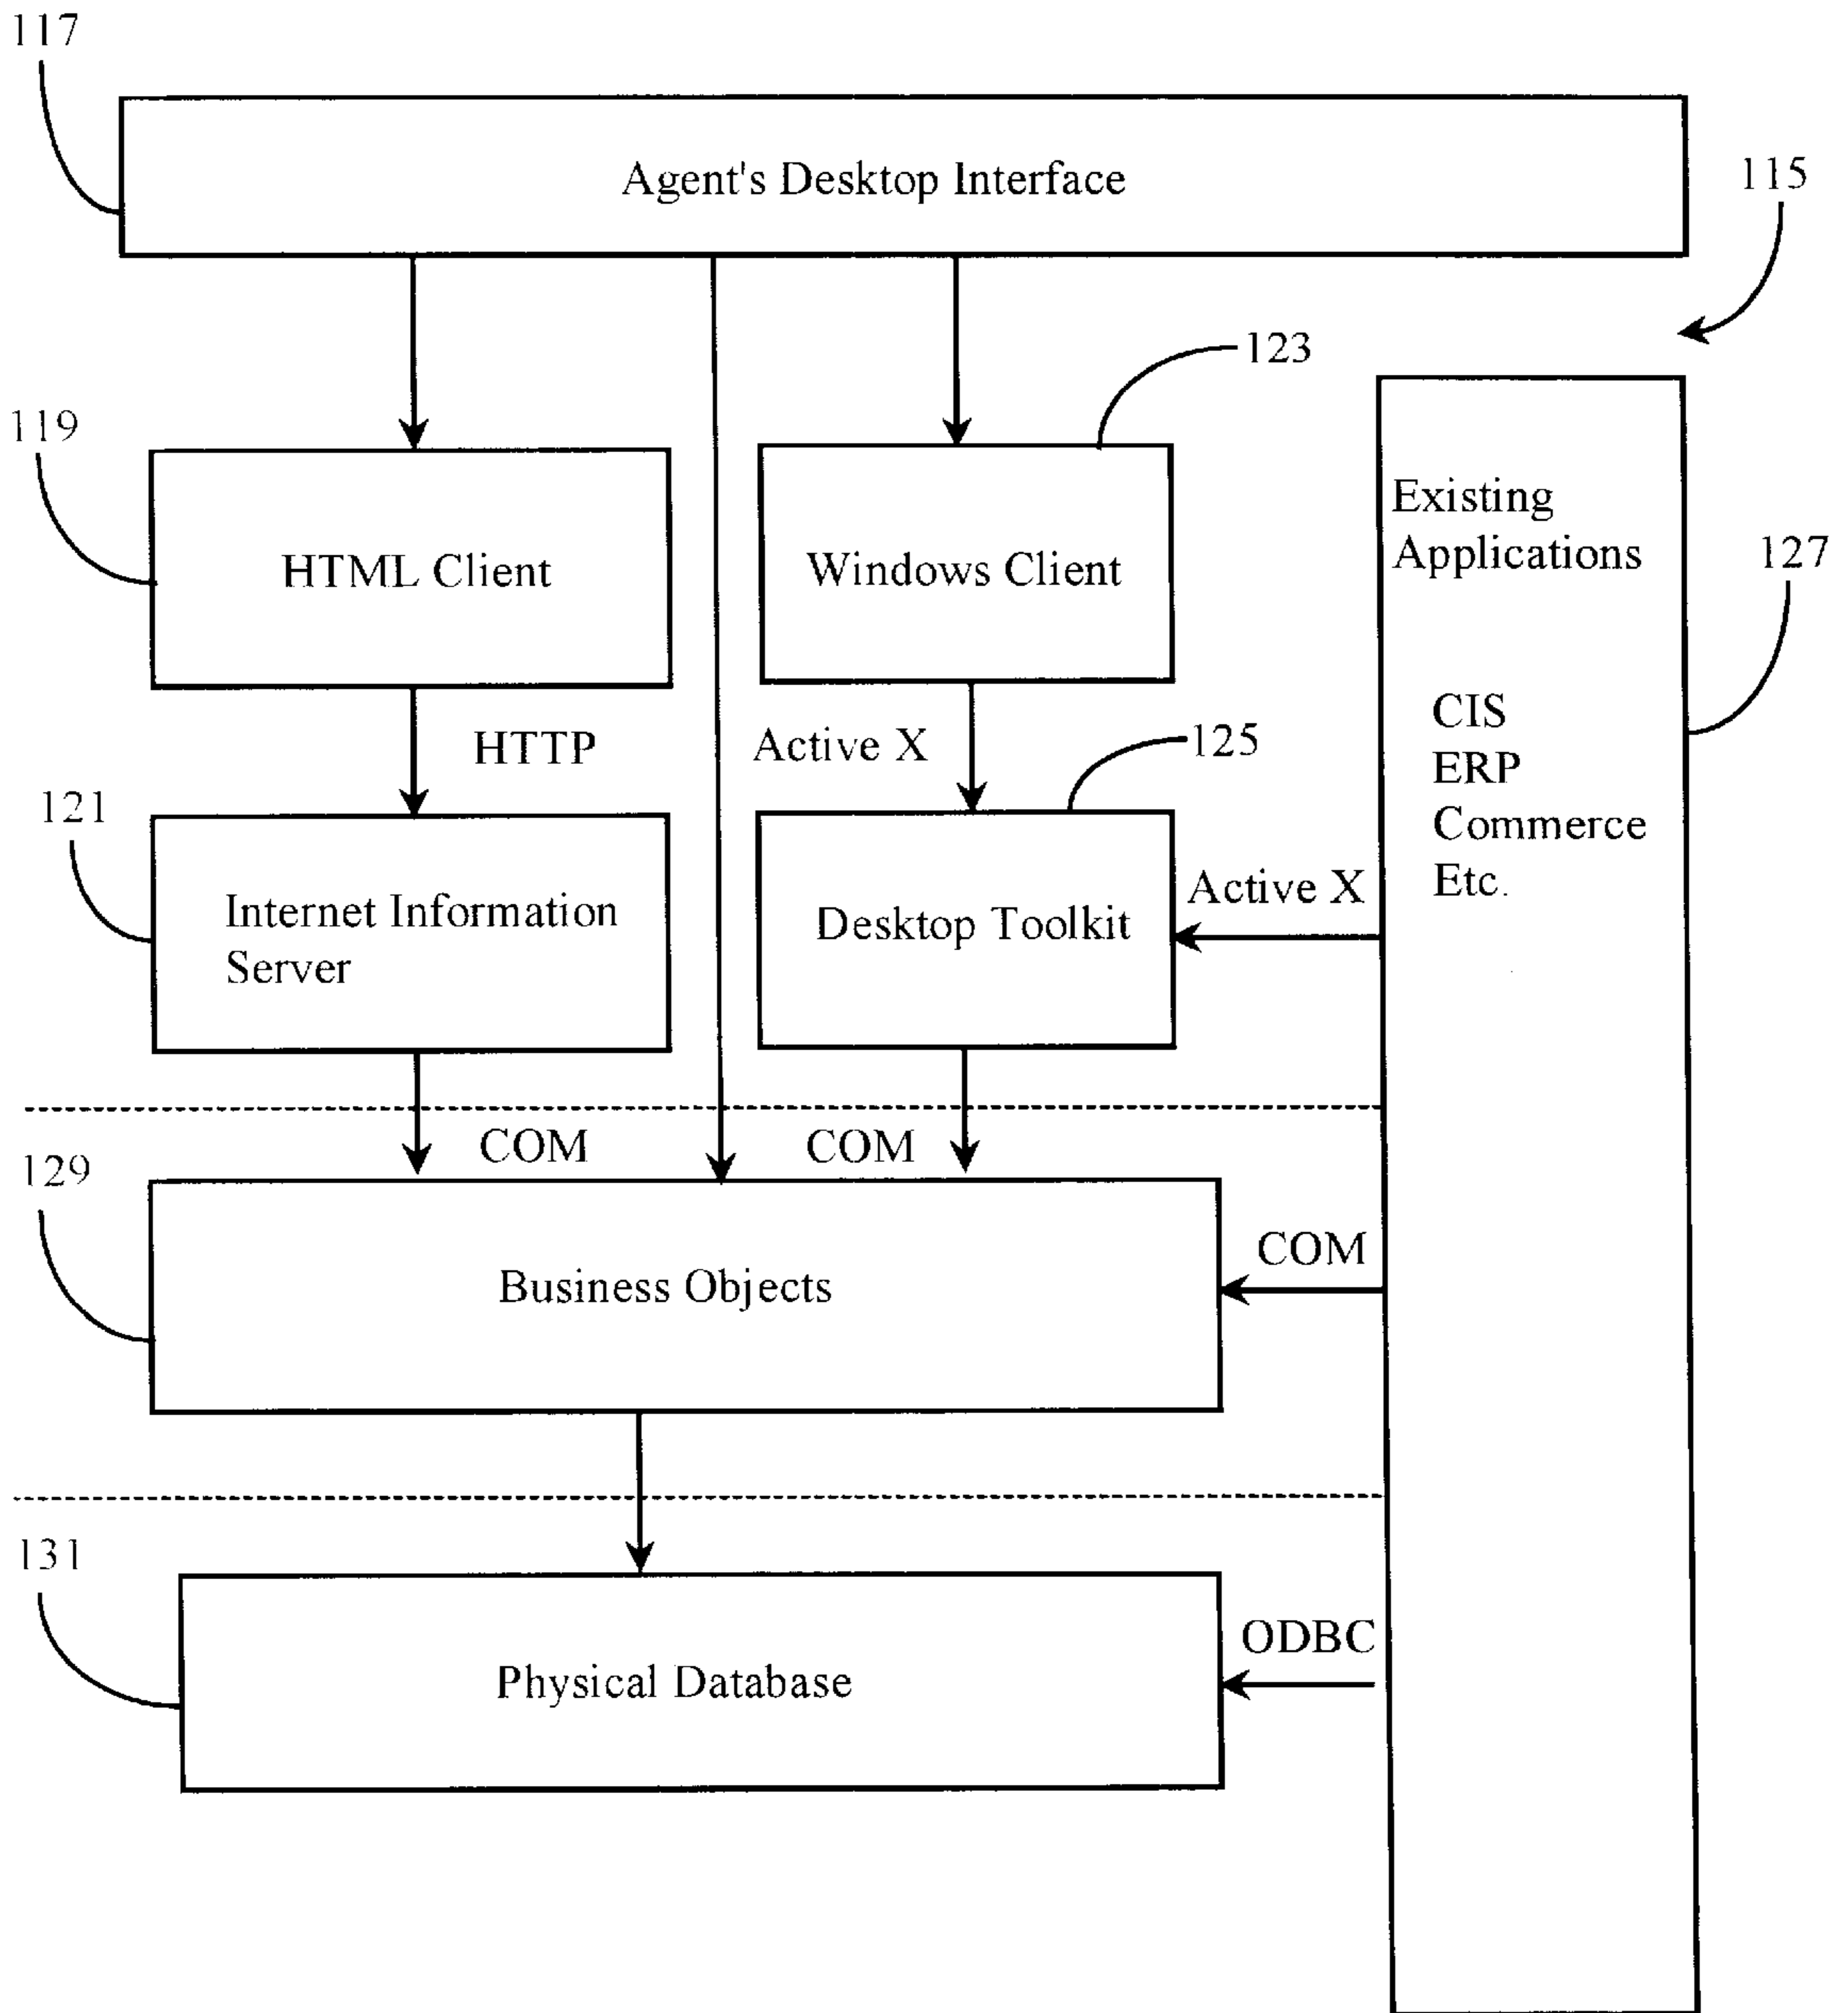 117
Agent's Desktop Interface
115
123
119
HTML Client
Windows Client
Existing
Applications
127
CIS
ERP
Commerce
Etc.
HTTP
Active X
125
121
Internet Information
Server
Desktop Toolkit
Active X
COM
COM
129
Business Objects
COM
131
Physical Database
ODBC